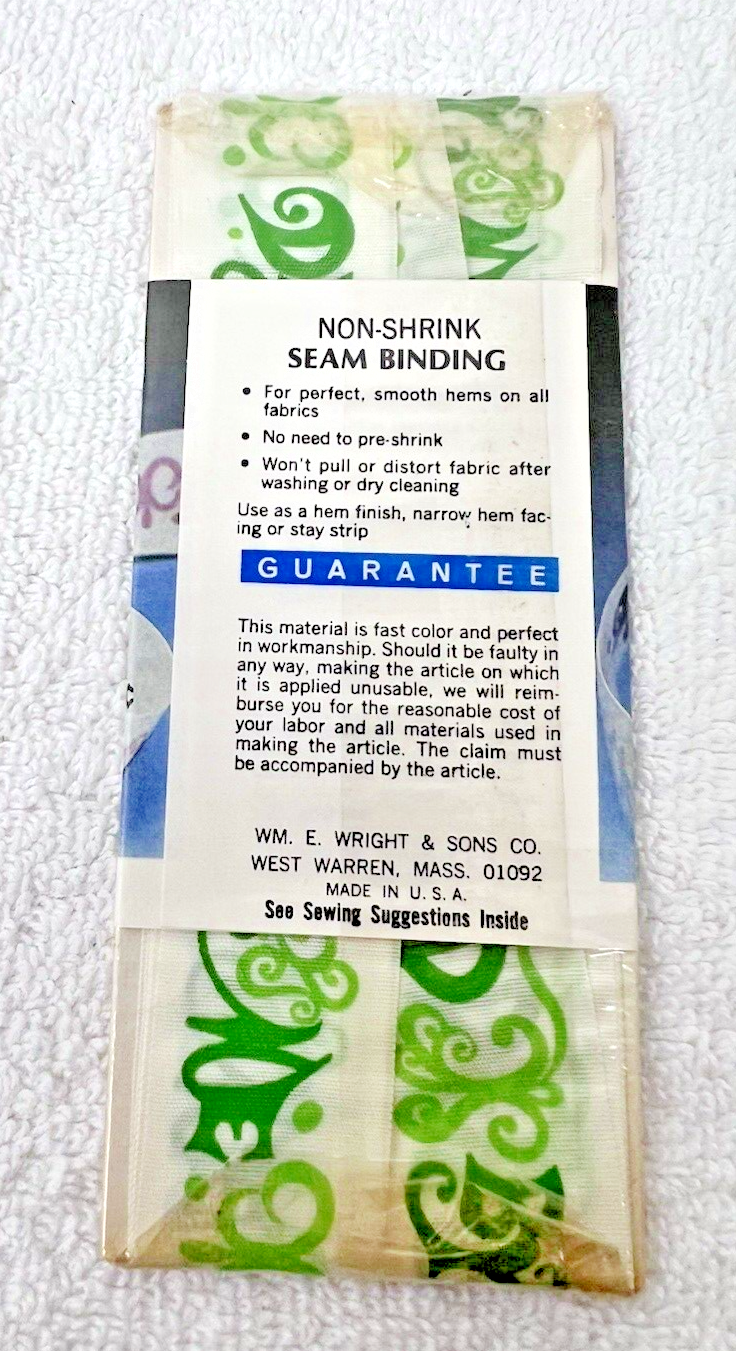 NON-SHRINK
SEAM BINDING
• For perfect, smooth hems on all
fabrics
• No need to pre-shrink
• Won't pull or distort fabric after
washing or dry cleaning
Use as a hem finish, narrow hem fac-
ing or stay strip
GUARANTEE
This material is fast color and perfect
in workmanship. Should it be faulty in
any way, making the article on which
it is applied unusable, we will reim-
burse you for the reasonable cost of
your labor and all materials used in
making the article. The claim must
be accompanied by the article.
WM. E. WRIGHT & SONS CO.
WEST WARREN, MASS. 01092
MADE IN U. S. A.
See Sewing Suggestions Inside